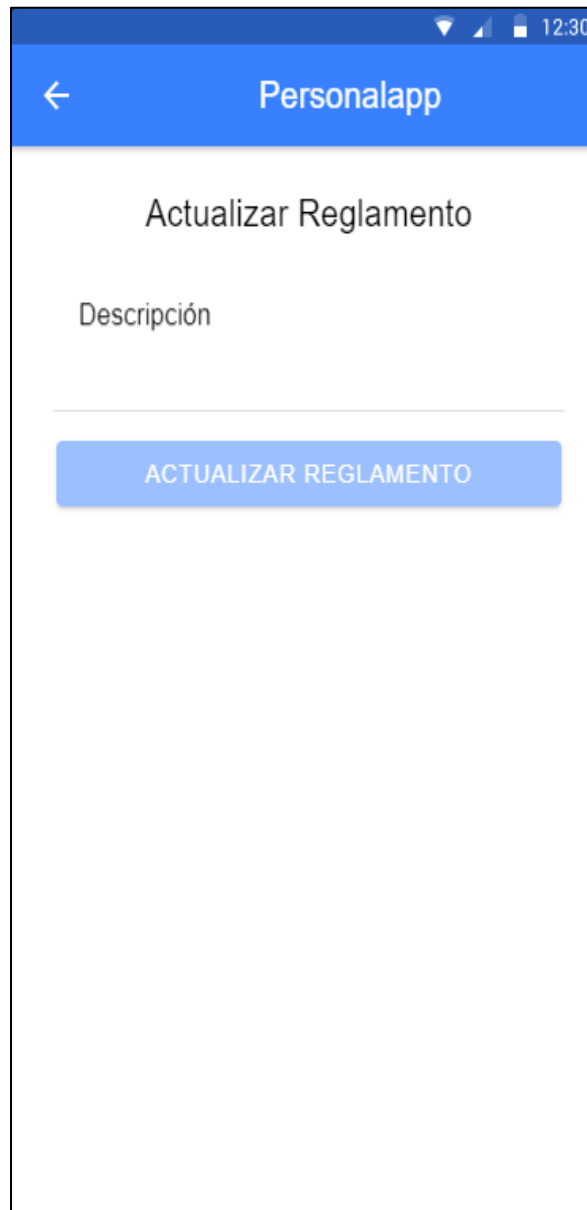 12:30
Personalapp
Actualizar Reglamento
Descripción
ACTUALIZAR REGLAMENTO